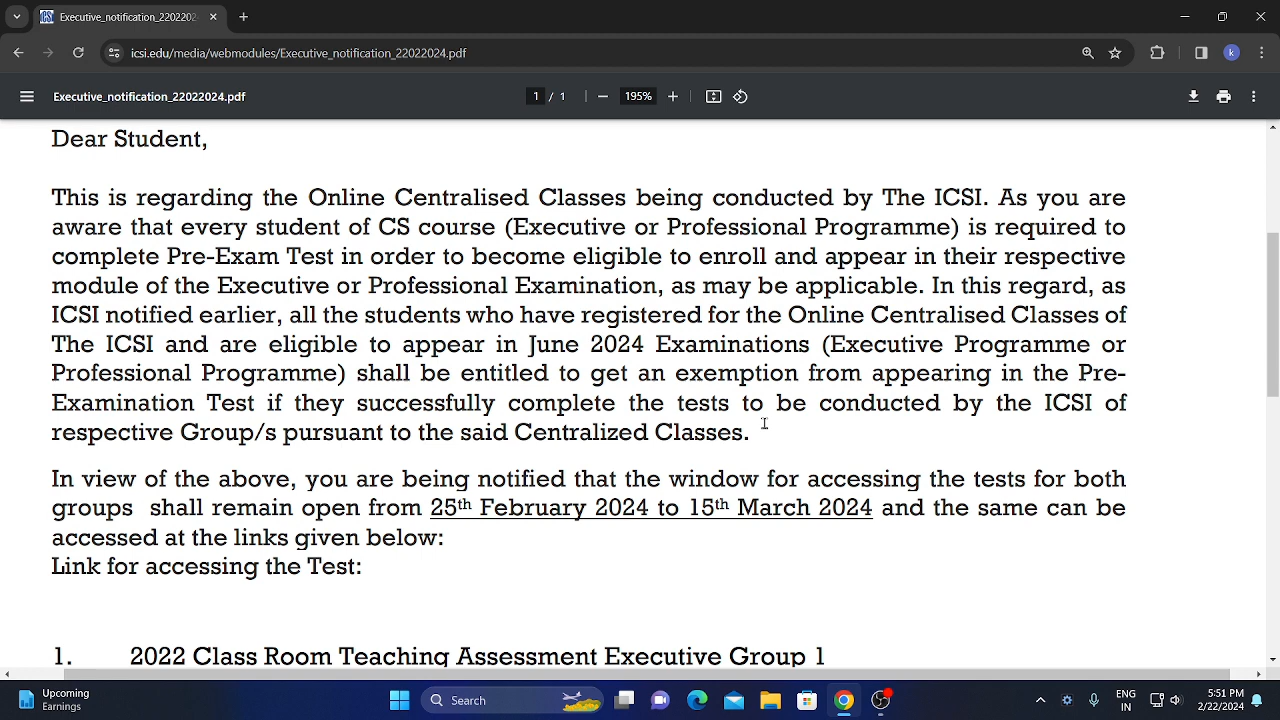 Executive_notification_2202202
icsi.edu/media/webmodules/Executive_notification_22022024.pdf
k
Executive_notification_22022024.pdf
1 / 1
195%
Dear Student,
This is regarding the Online Centralised Classes being conducted by The ICSI. As you are
aware that every student of CS course (Executive or Professional Programme) is required to
complete Pre-Exam Test in order to become eligible to enroll and appear in their respective
module of the Executive or Professional Examination, as may be applicable. In this regard, as
ICSI notified earlier, all the students who have registered for the Online Centralised Classes of
The ICSI and are eligible to appear in June 2024 Examinations (Executive Programme or
Professional Programme) shall be entitled to get an exemption from appearing in the Pre-
Examination Test if they successfully complete the tests to be conducted by the ICSI of
respective Group/s pursuant to the said Centralized Classes.
In view of the above, you are being notified that the window for accessing the tests for both
groups shall remain open from 25th February 2024 to 15th March 2024 and the same can be
accessed at the links given below:
Link for accessing the Test:
1. 2022 Class Room Teaching Assessment Executive Group 1
Upcoming
Earnings
Search
ENG
IN
5:51 PM
2/22/2024